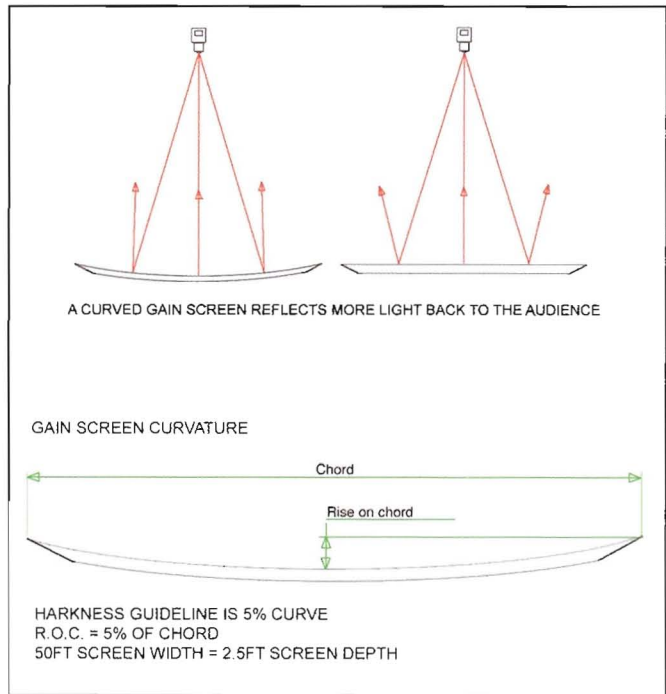 A CURVED GAIN SCREEN REFLECTS MORE LIGHT BACK TO THE AUDIENCE
GAIN SCREEN CURVATURE
Chord
Rise on chord
HARKNESS GUIDELINE IS 5% CURVE
R.O.C. = 5% OF CHORD
50FT SCREEN WIDTH = 2.5FT SCREEN DEPTH